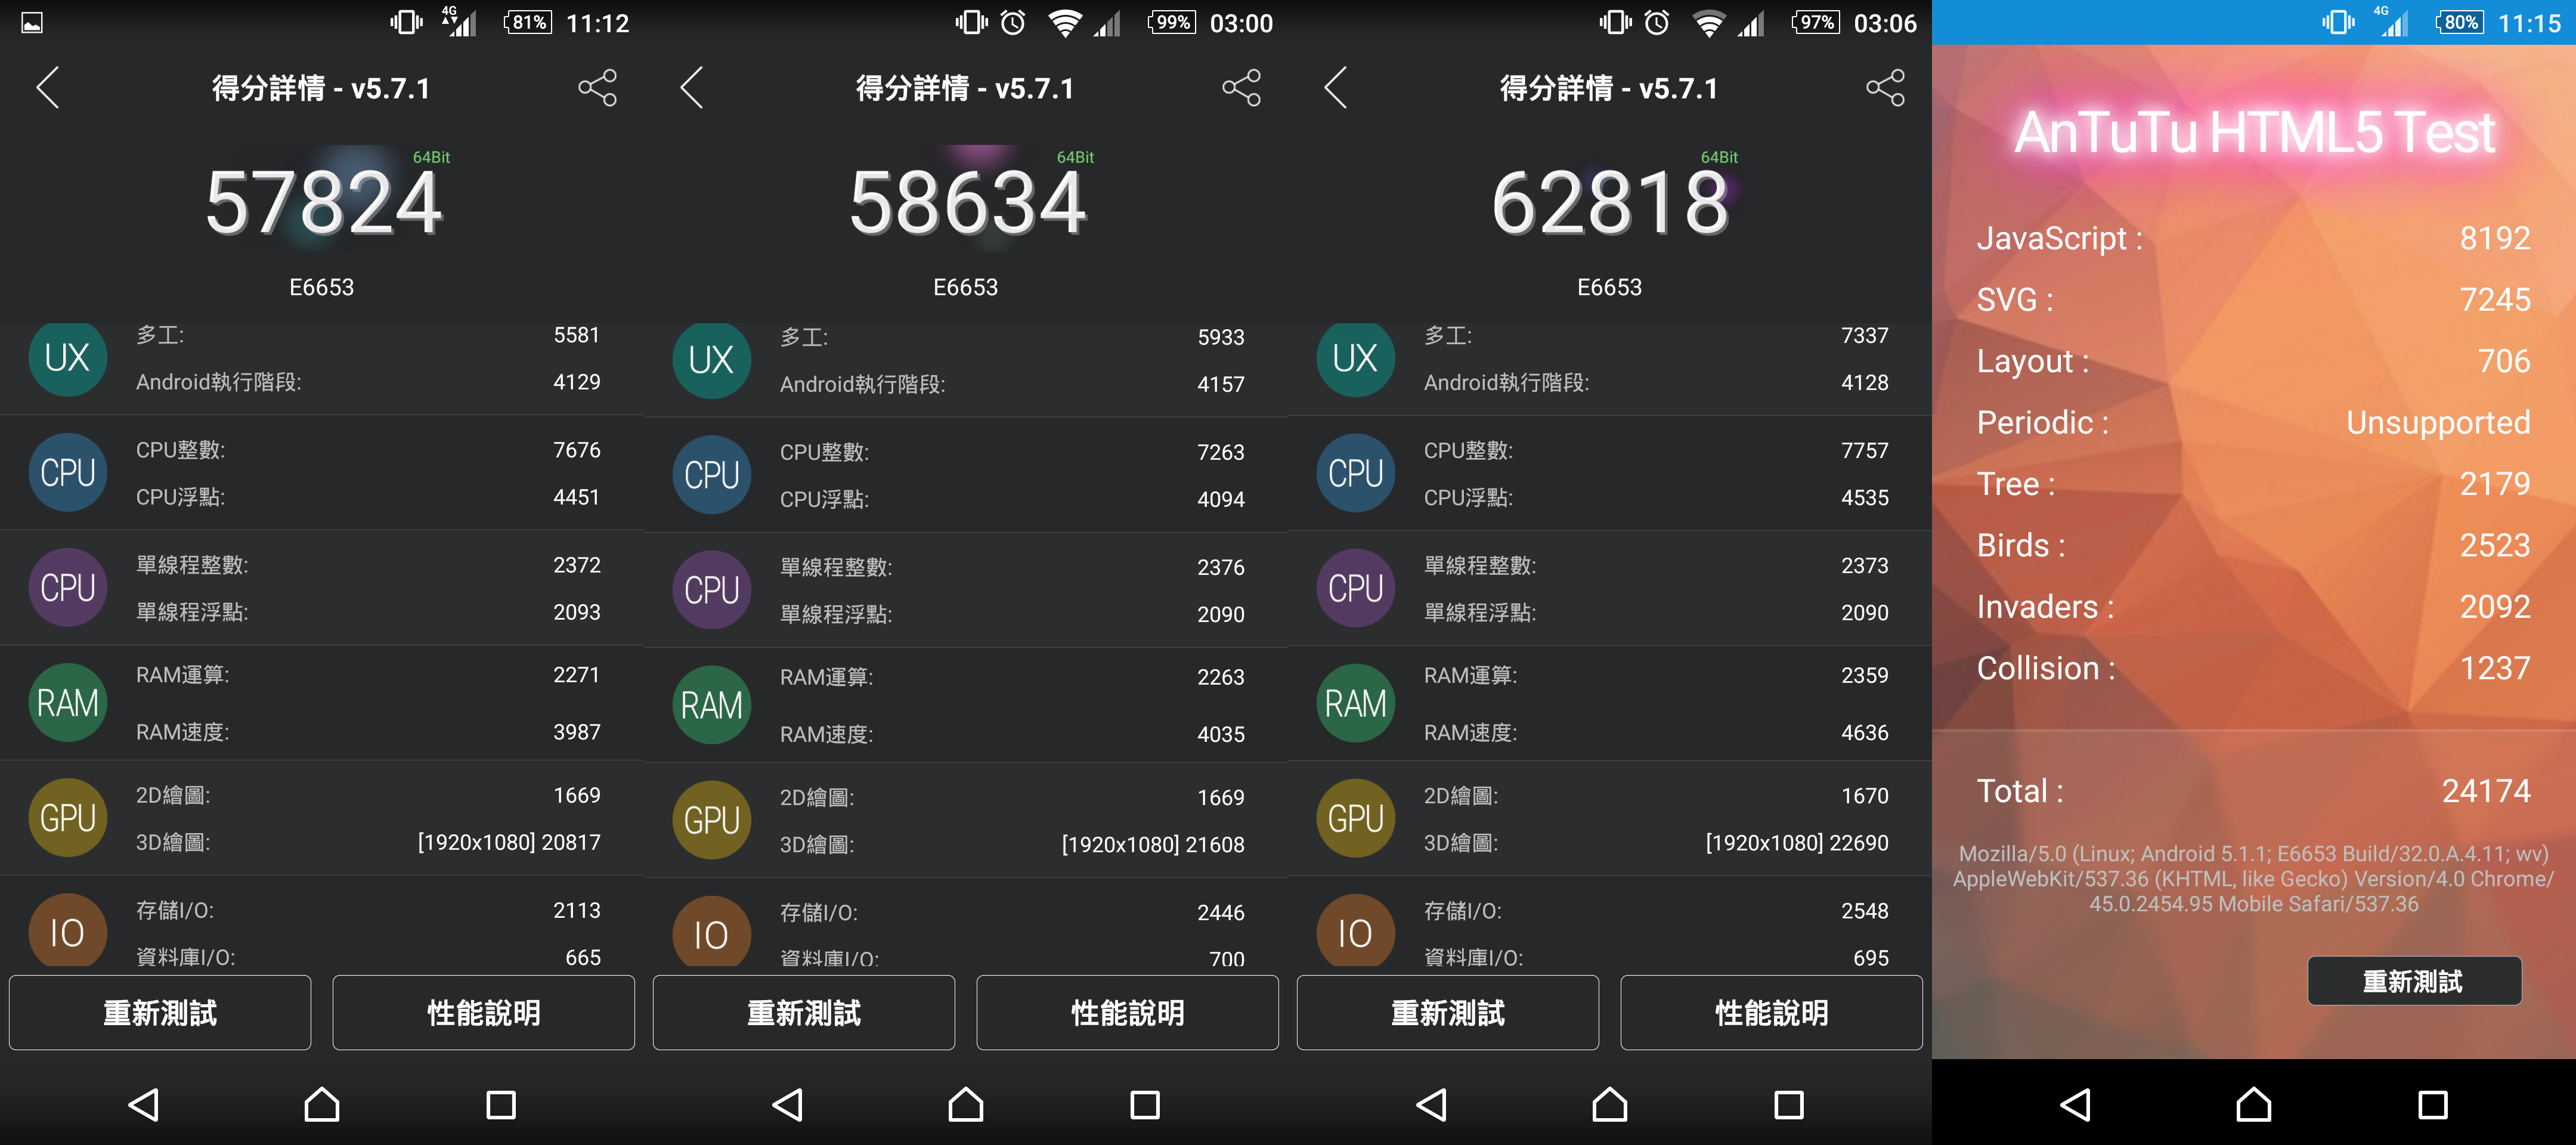 4G 81% 11:12
得分詳情 - v5.7.1
64Bit
57824
E6653
UX
多工: 5581
Android執行階段: 4129
CPU
CPU整數: 7676
CPU浮點: 4451
CPU
單線程整數: 2372
單線程浮點: 2093
RAM
RAM運算: 2271
RAM速度: 3987
GPU
2D繪圖: 1669
3D繪圖: [1920x1080] 20817
IO
存儲I/O: 2113
資料庫I/O: 665
重新測試 性能說明
99% 03:00
得分詳情 - v5.7.1
64Bit
58634
E6653
UX
多工: 5933
Android執行階段: 4157
CPU
CPU整數: 7263
CPU浮點: 4094
CPU
單線程整數: 2376
單線程浮點: 2090
RAM
RAM運算: 2263
RAM速度: 4035
GPU
2D繪圖: 1669
3D繪圖: [1920x1080] 21608
IO
存儲I/O: 2446
資料庫I/O: 700
重新測試 性能說明
97% 03:06
得分詳情 - v5.7.1
64Bit
62818
E6653
UX
多工: 7337
Android執行階段: 4128
CPU
CPU整數: 7757
CPU浮點: 4535
CPU
單線程整數: 2373
單線程浮點: 2090
RAM
RAM運算: 2359
RAM速度: 4636
GPU
2D繪圖: 1670
3D繪圖: [1920x1080] 22690
IO
存儲I/O: 2548
資料庫I/O: 695
重新測試 性能說明
4G 80% 11:15
AnTuTu HTML5 Test
JavaScript : 8192
SVG : 7245
Layout : 706
Periodic : Unsupported
Tree : 2179
Birds : 2523
Invaders : 2092
Collision : 1237
Total : 24174
Mozilla/5.0 (Linux; Android 5.1.1; E6653 Build/32.0.A.4.11; wv)
AppleWebKit/537.36 (KHTML, like Gecko) Version/4.0 Chrome/
45.0.2454.95 Mobile Safari/537.36
重新測試